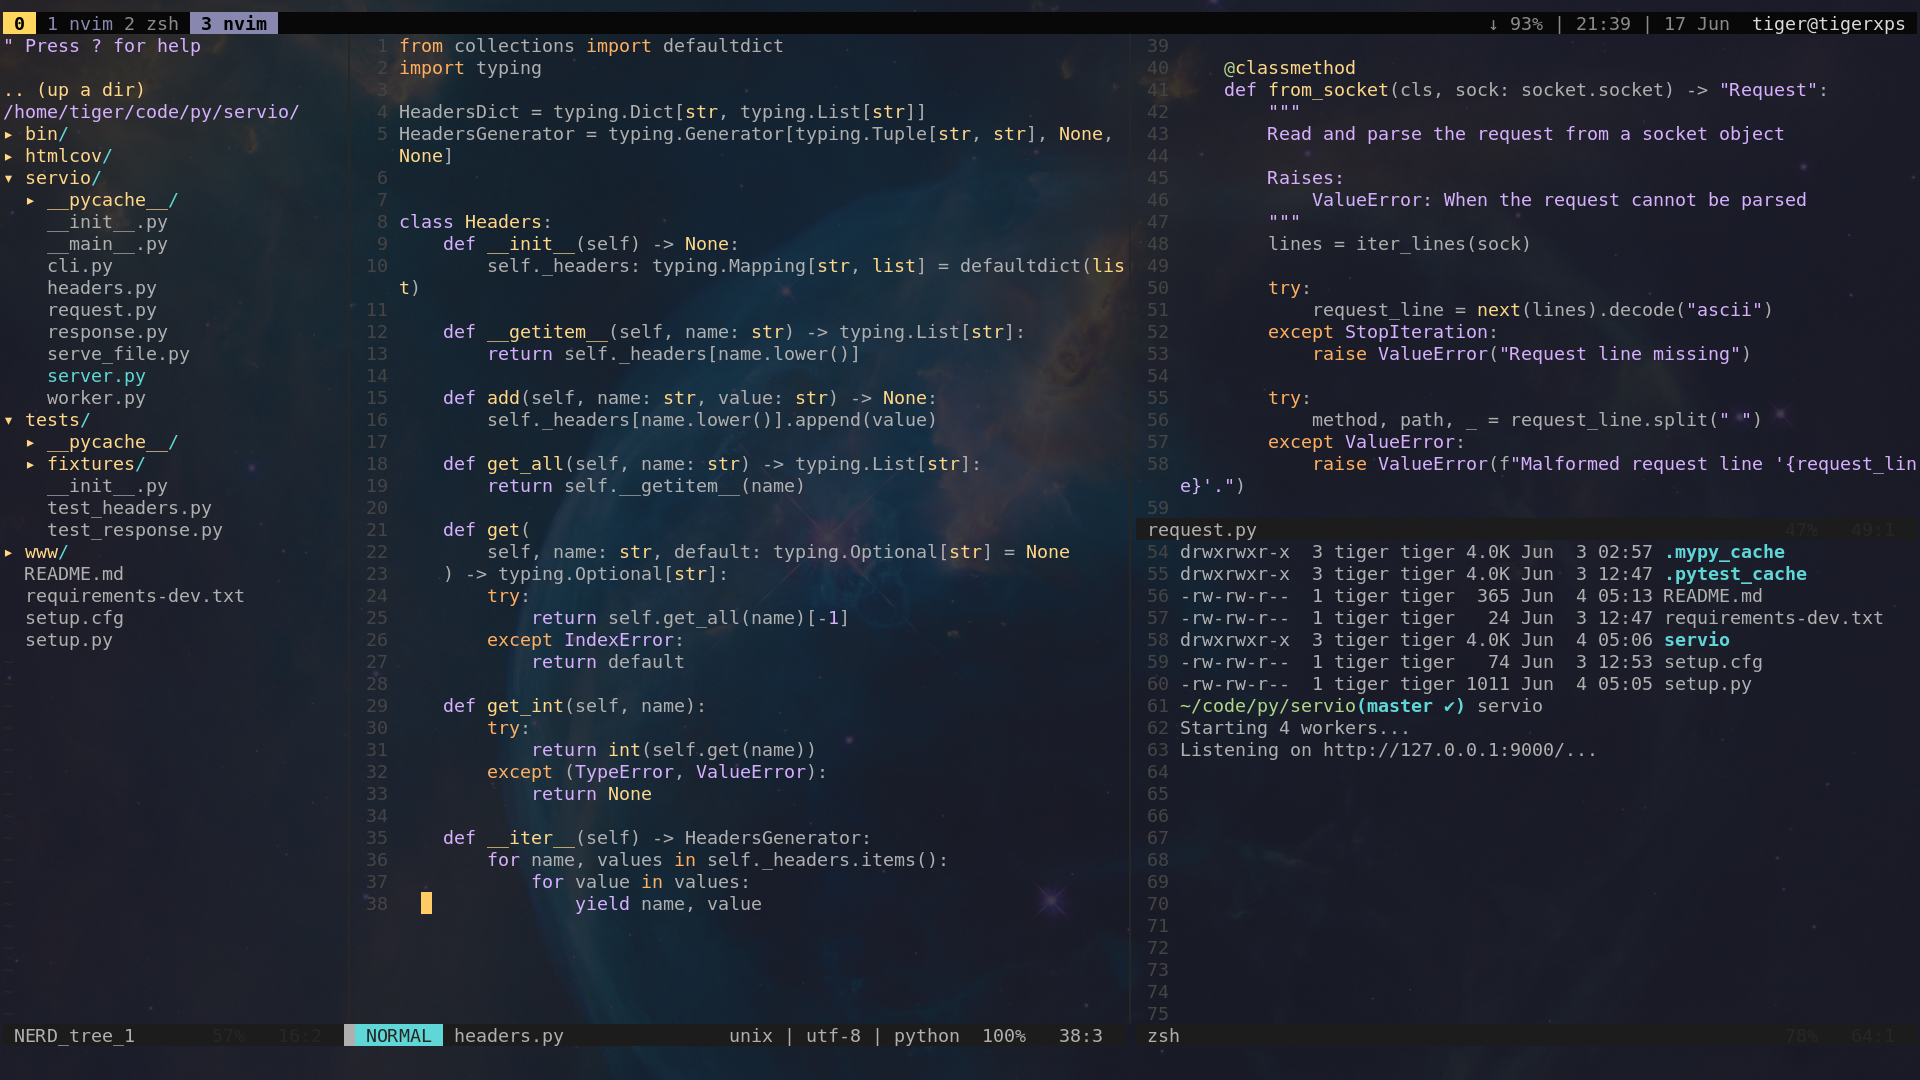 0 1 nvim 2 zsh 3 nvim
↓ 93% | 21:39 | 17 Jun tiger@tigerxps
" Press ? for help
.. (up a dir)
/home/tiger/code/py/servio/
▸ bin/
▸ htmlcov/
▾ servio/
  ▸ __pycache__/
    __init__.py
    __main__.py
    cli.py
    headers.py
    request.py
    response.py
    serve_file.py
    server.py
    worker.py
▾ tests/
  ▸ __pycache__/
  ▸ fixtures/
    __init__.py
    test_headers.py
    test_response.py
▸ www/
  README.md
  requirements-dev.txt
  setup.cfg
  setup.py
NERD_tree_1 57% 16:2
1 from collections import defaultdict
2 import typing
3
4 HeadersDict = typing.Dict[str, typing.List[str]]
5 HeadersGenerator = typing.Generator[typing.Tuple[str, str], None,
None]
6
7
8 class Headers:
9     def __init__(self) -> None:
10         self._headers: typing.Mapping[str, list] = defaultdict(lis
t)
11
12     def __getitem__(self, name: str) -> typing.List[str]:
13         return self._headers[name.lower()]
14
15     def add(self, name: str, value: str) -> None:
16         self._headers[name.lower()].append(value)
17
18     def get_all(self, name: str) -> typing.List[str]:
19         return self.__getitem__(name)
20
21     def get(
22         self, name: str, default: typing.Optional[str] = None
23     ) -> typing.Optional[str]:
24         try:
25             return self.get_all(name)[-1]
26         except IndexError:
27             return default
28
29     def get_int(self, name):
30         try:
31             return int(self.get(name))
32         except (TypeError, ValueError):
33             return None
34
35     def __iter__(self) -> HeadersGenerator:
36         for name, values in self._headers.items():
37             for value in values:
38                 yield name, value
NORMAL headers.py unix | utf-8 | python 100% 38:3
39
40     @classmethod
41     def from_socket(cls, sock: socket.socket) -> "Request":
42         """
43         Read and parse the request from a socket object
44
45         Raises:
46             ValueError: When the request cannot be parsed
47         """
48         lines = iter_lines(sock)
49
50         try:
51             request_line = next(lines).decode("ascii")
52         except StopIteration:
53             raise ValueError("Request line missing")
54
55         try:
56             method, path, _ = request_line.split(" ")
57         except ValueError:
58             raise ValueError(f"Malformed request line '{request_lin
e}'.")
59
request.py 47% 49:1
54 drwxrwxr-x  3 tiger tiger 4.0K Jun  3 02:57 .mypy_cache
55 drwxrwxr-x  3 tiger tiger 4.0K Jun  3 12:47 .pytest_cache
56 -rw-rw-r--  1 tiger tiger  365 Jun  4 05:13 README.md
57 -rw-rw-r--  1 tiger tiger   24 Jun  3 12:47 requirements-dev.txt
58 drwxrwxr-x  3 tiger tiger 4.0K Jun  4 05:06 servio
59 -rw-rw-r--  1 tiger tiger   74 Jun  3 12:53 setup.cfg
60 -rw-rw-r--  1 tiger tiger 1011 Jun  4 05:05 setup.py
61 ~/code/py/servio(master ✔) servio
62 Starting 4 workers...
63 Listening on http://127.0.0.1:9000/...
64
65
66
67
68
69
70
71
72
73
74
75
zsh 78% 64:1